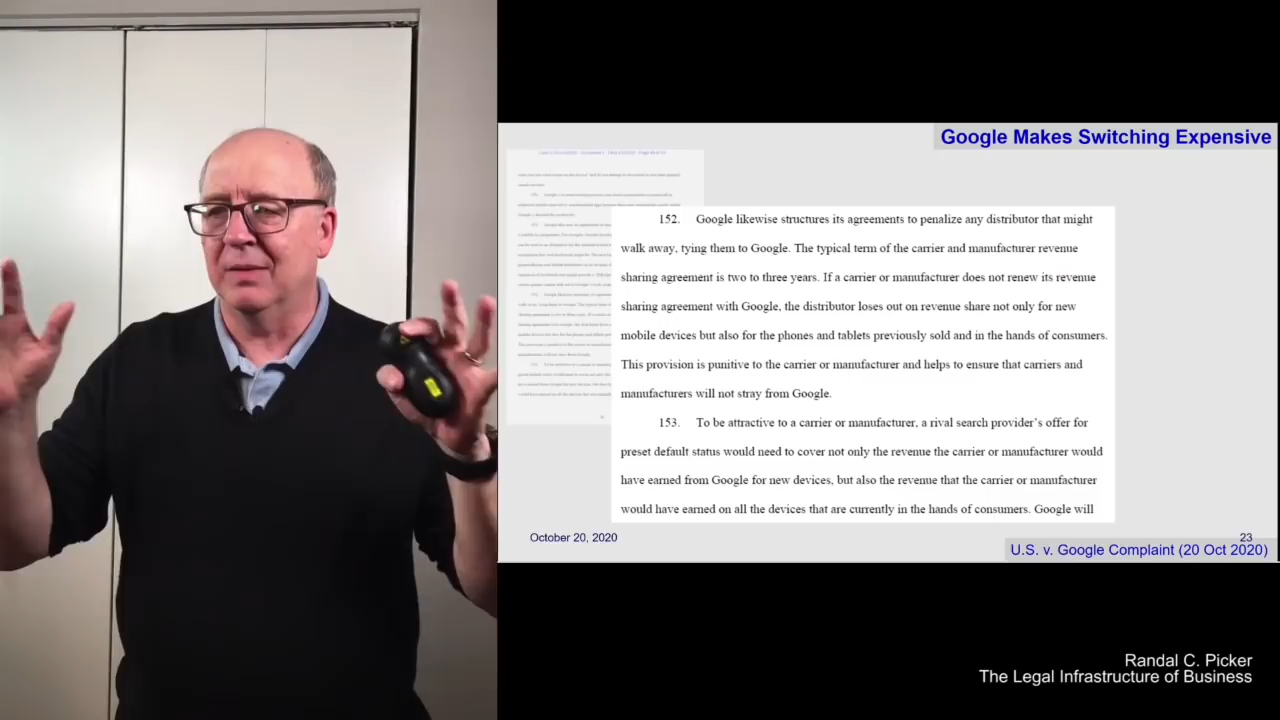 Google Makes Switching Expensive
152. Google likewise structures its agreements to penalize any distributor that might
walk away, tying them to Google. The typical term of the carrier and manufacturer revenue
sharing agreement is two to three years. If a carrier or manufacturer does not renew its revenue
sharing agreement with Google, the distributor loses out on revenue share not only for new
mobile devices but also for the phones and tablets previously sold and in the hands of consumers.
This provision is punitive to the carrier or manufacturer and helps to ensure that carriers and
manufacturers will not stray from Google.
153. To be attractive to a carrier or manufacturer, a rival search provider's offer for
preset default status would need to cover not only the revenue the carrier or manufacturer would
have earned from Google for new devices, but also the revenue that the carrier or manufacturer
would have earned on all the devices that are currently in the hands of consumers. Google will
October 20, 2020
23
U.S. v. Google Complaint (20 Oct 2020)
Randal C. Picker
The Legal Infrastructure of Business